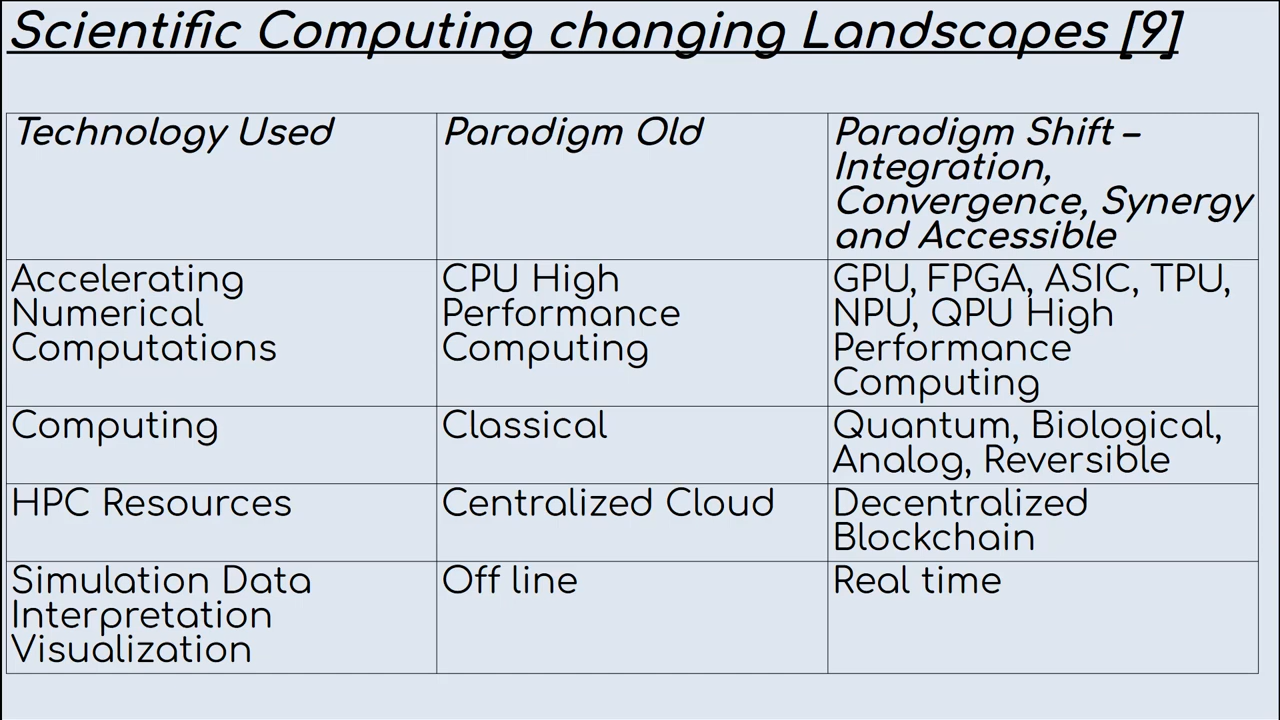 Scientific Computing changing Landscapes [9]
Technology Used
Paradigm Old
Paradigm Shift –
Integration,
Convergence, Synergy
and Accessible
Accelerating
Numerical
Computations
CPU High
Performance
Computing
GPU, FPGA, ASIC, TPU,
NPU, QPU High
Performance
Computing
Computing
Classical
Quantum, Biological,
Analog, Reversible
HPC Resources
Centralized Cloud
Decentralized
Blockchain
Simulation Data
Interpretation
Visualization
Off line
Real time